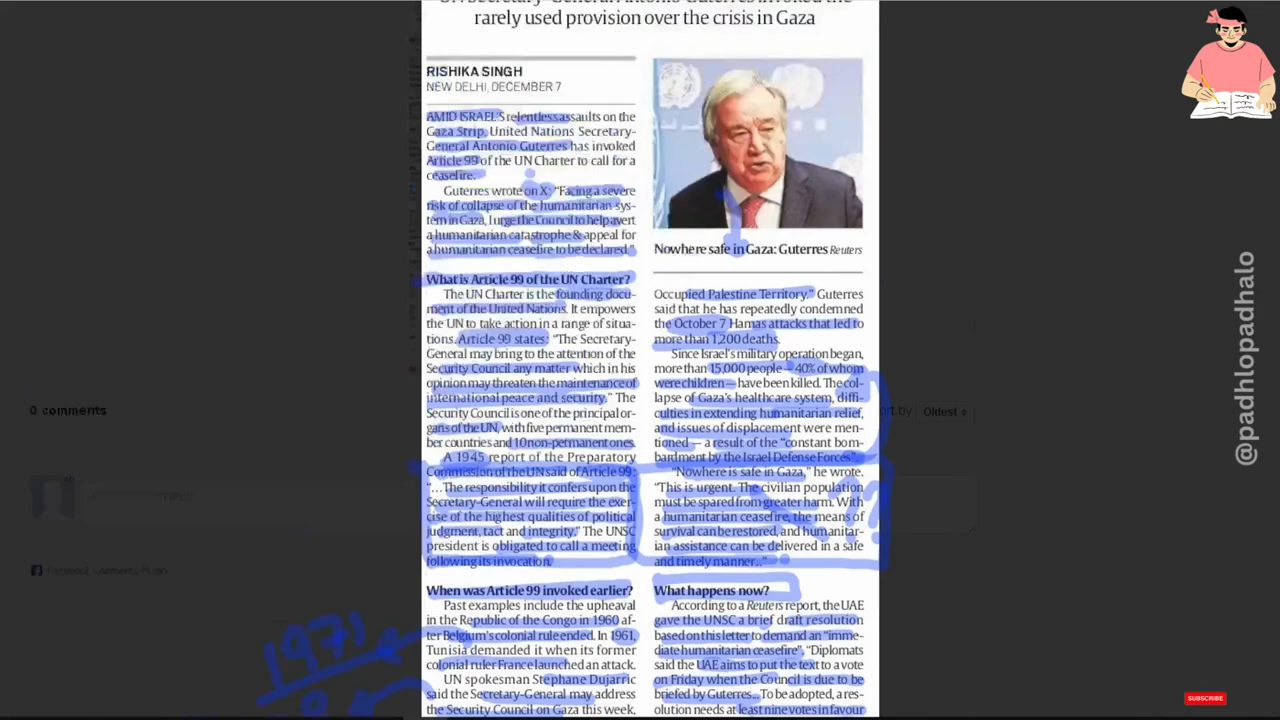 rarely used provision over the crisis in Gaza
RISHIKA SINGH
NEW DELHI, DECEMBER 7
AMID ISRAEL'S relentless assaults on the
Gaza Strip, United Nations Secretary-
General Antonio Guterres has invoked
Article 99 of the UN Charter to call for a
ceasefire.
Guterres wrote on X: “Facing a severe
risk of collapse of the humanitarian sys-
tem in Gaza, I urge the Council to help avert
a humanitarian catastrophe & appeal for
a humanitarian ceasefire to be declared.”
What is Article 99 of the UN Charter?
The UN Charter is the founding docu-
ment of the United Nations. It empowers
the UN to take action in a range of situa-
tions. Article 99 states: “The Secretary-
General may bring to the attention of the
Security Council any matter which in his
opinion may threaten the maintenance of
international peace and security.” The
Security Council is one of the principal or-
gans of the UN, with five permanent mem-
ber countries and 10 non-permanent ones.
A 1945 report of the Preparatory
Commission of the UN said of Article 99:
“...The responsibility it confers upon the
Secretary-General will require the exer-
cise of the highest qualities of political
judgment, tact and integrity.” The UNSC
president is obligated to call a meeting
following its invocation.
When was Article 99 invoked earlier?
Past examples include the upheaval
in the Republic of the Congo in 1960 af-
ter Belgium's colonial rule ended. In 1961,
Tunisia demanded it when its former
colonial ruler France launched an attack.
UN spokesman Stephane Dujarric
said the Secretary-General may address
the Security Council on Gaza this week,
Nowhere safe in Gaza: Guterres Reuters
Occupied Palestine Territory.” Guterres
said that he has repeatedly condemned
the October 7 Hamas attacks that led to
more than 1,200 deaths.
Since Israel's military operation began,
more than 15,000 people — 40% of whom
were children — have been killed. The col-
lapse of Gaza's healthcare system, diffi-
culties in extending humanitarian relief,
and issues of displacement were men-
tioned — a result of the “constant bom-
bardment by the Israel Defense Forces”.
“Nowhere is safe in Gaza,” he wrote.
“This is urgent. The civilian population
must be spared from greater harm. With
a humanitarian ceasefire, the means of
survival can be restored, and humanitar-
ian assistance can be delivered in a safe
and timely manner...”
What happens now?
According to a Reuters report, the UAE
gave the UNSC a brief draft resolution
based on this letter to demand an “imme-
diate humanitarian ceasefire”. “Diplomats
said the UAE aims to put the text to a vote
on Friday when the Council is due to be
briefed by Guterres... To be adopted, a res-
olution needs at least nine votes in favour
0 comments
Oldest
Facebook Comments Plugin
1971
@padhlopadhalo
SUBSCRIBE